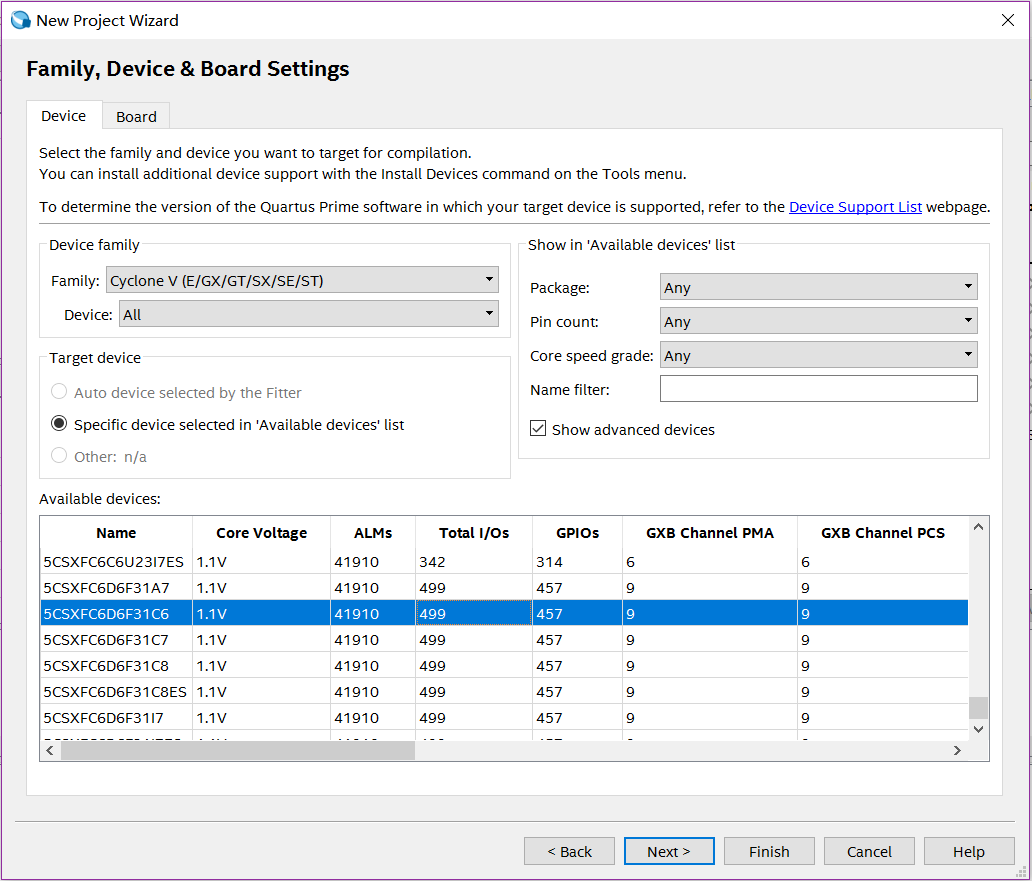 New Project Wizard
Family, Device & Board Settings
Device Board
Select the family and device you want to target for compilation.
You can install additional device support with the Install Devices command on the Tools menu.
To determine the version of the Quartus Prime software in which your target device is supported, refer to the Device Support List webpage.
Device family
Family: Cyclone V (E/GX/GT/SX/SE/ST)
Device: All
Show in 'Available devices' list
Package: Any
Pin count: Any
Core speed grade: Any
Name filter:
Show advanced devices
Target device
Auto device selected by the Fitter
Specific device selected in 'Available devices' list
Other: n/a
Available devices:
Name Core Voltage ALMs Total I/Os GPIOs GXB Channel PMA GXB Channel PCS
5CSXFC6C6U23I7ES 1.1V 41910 342 314 6 6
5CSXFC6D6F31A7 1.1V 41910 499 457 9 9
5CSXFC6D6F31C6 1.1V 41910 499 457 9 9
5CSXFC6D6F31C7 1.1V 41910 499 457 9 9
5CSXFC6D6F31C8 1.1V 41910 499 457 9 9
5CSXFC6D6F31C8ES 1.1V 41910 499 457 9 9
5CSXFC6D6F31I7 1.1V 41910 499 457 9 9
< Back Next > Finish Cancel Help